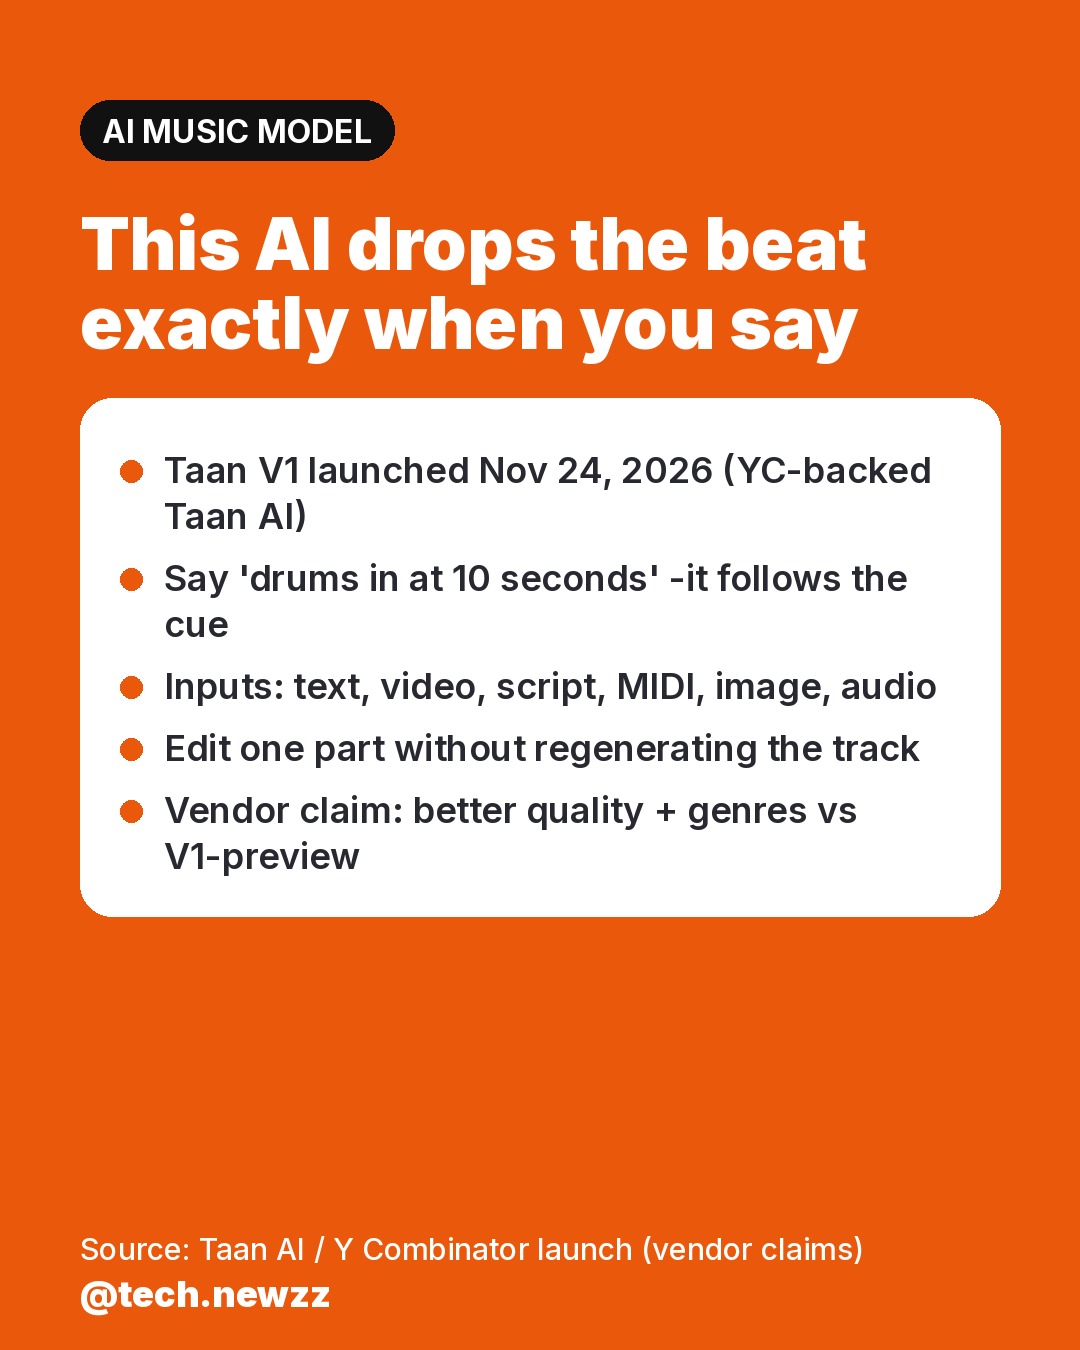 AI MUSIC MODEL
This AI drops the beat
exactly when you say
Taan V1 launched Nov 24, 2026 (YC-backed
Taan AI)
Say 'drums in at 10 seconds' -it follows the
cue
Inputs: text, video, script, MIDI, image, audio
Edit one part without regenerating the track
Vendor claim: better quality + genres vs
V1-preview
Source: Taan AI / Y Combinator launch (vendor claims)
@tech.newzz